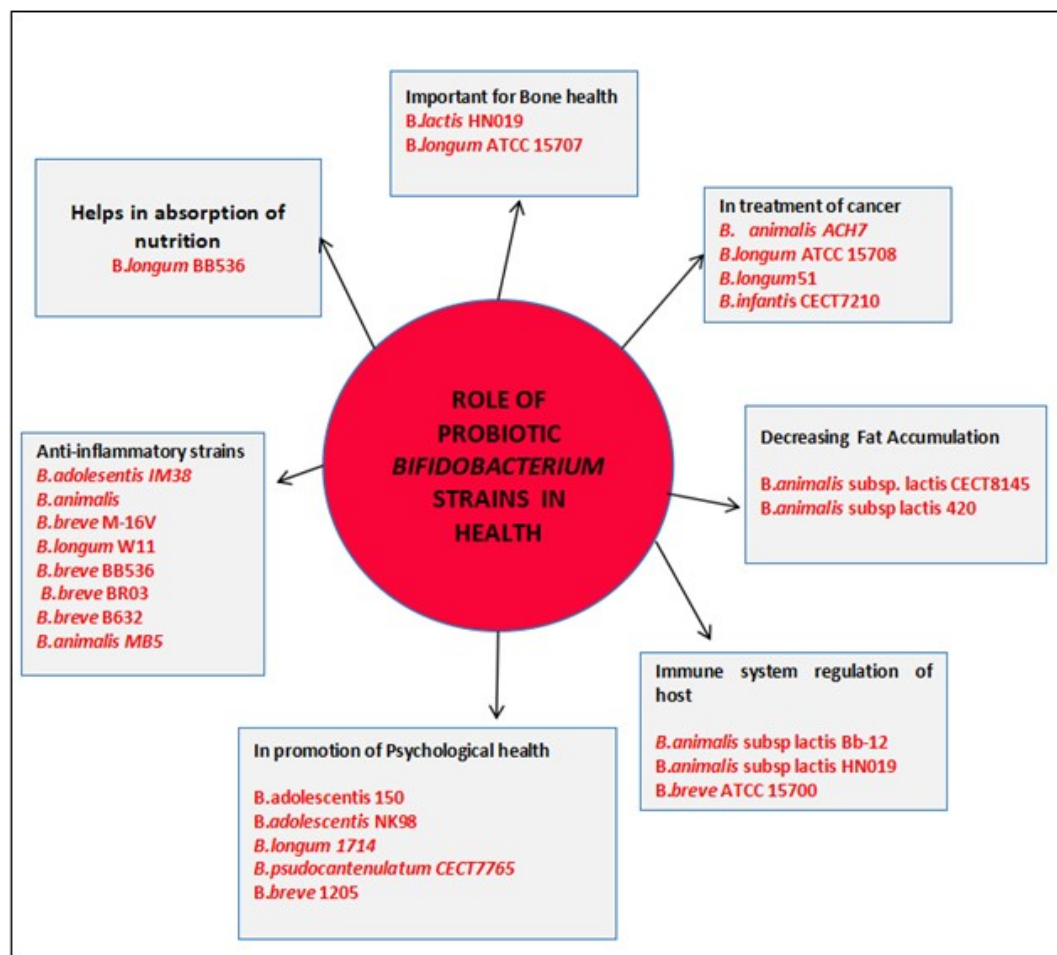 Important for Bone health
B.lactis HN019
B.longum ATCC 15707
Helps in absorption of
nutrition
B.longum BB536
In treatment of cancer
B. animalis ACH7
B.longum ATCC 15708
B.longum51
B.infantis CECT7210
ROLE OF
PROBIOTIC
BIFIDOBACTERIUM
STRAINS IN
HEALTH
Anti-inflammatory strains
B.adolesentis IM38
B.animalis
B.breve M-16V
B.longum W11
B.breve BB536
B.breve BR03
B.breve B632
B.animalis MB5
Decreasing Fat Accumulation
B.animalis subsp. lactis CECT8145
B.animalis subsp lactis 420
Immune system regulation of
host
B.animalis subsp lactis Bb-12
B.animalis subsp lactis HN019
B.breve ATCC 15700
In promotion of Psychological health
B.adolescentis 150
B.adolescentis NK98
B.longum 1714
B.psudocantenulatum CECT7765
B.breve 1205